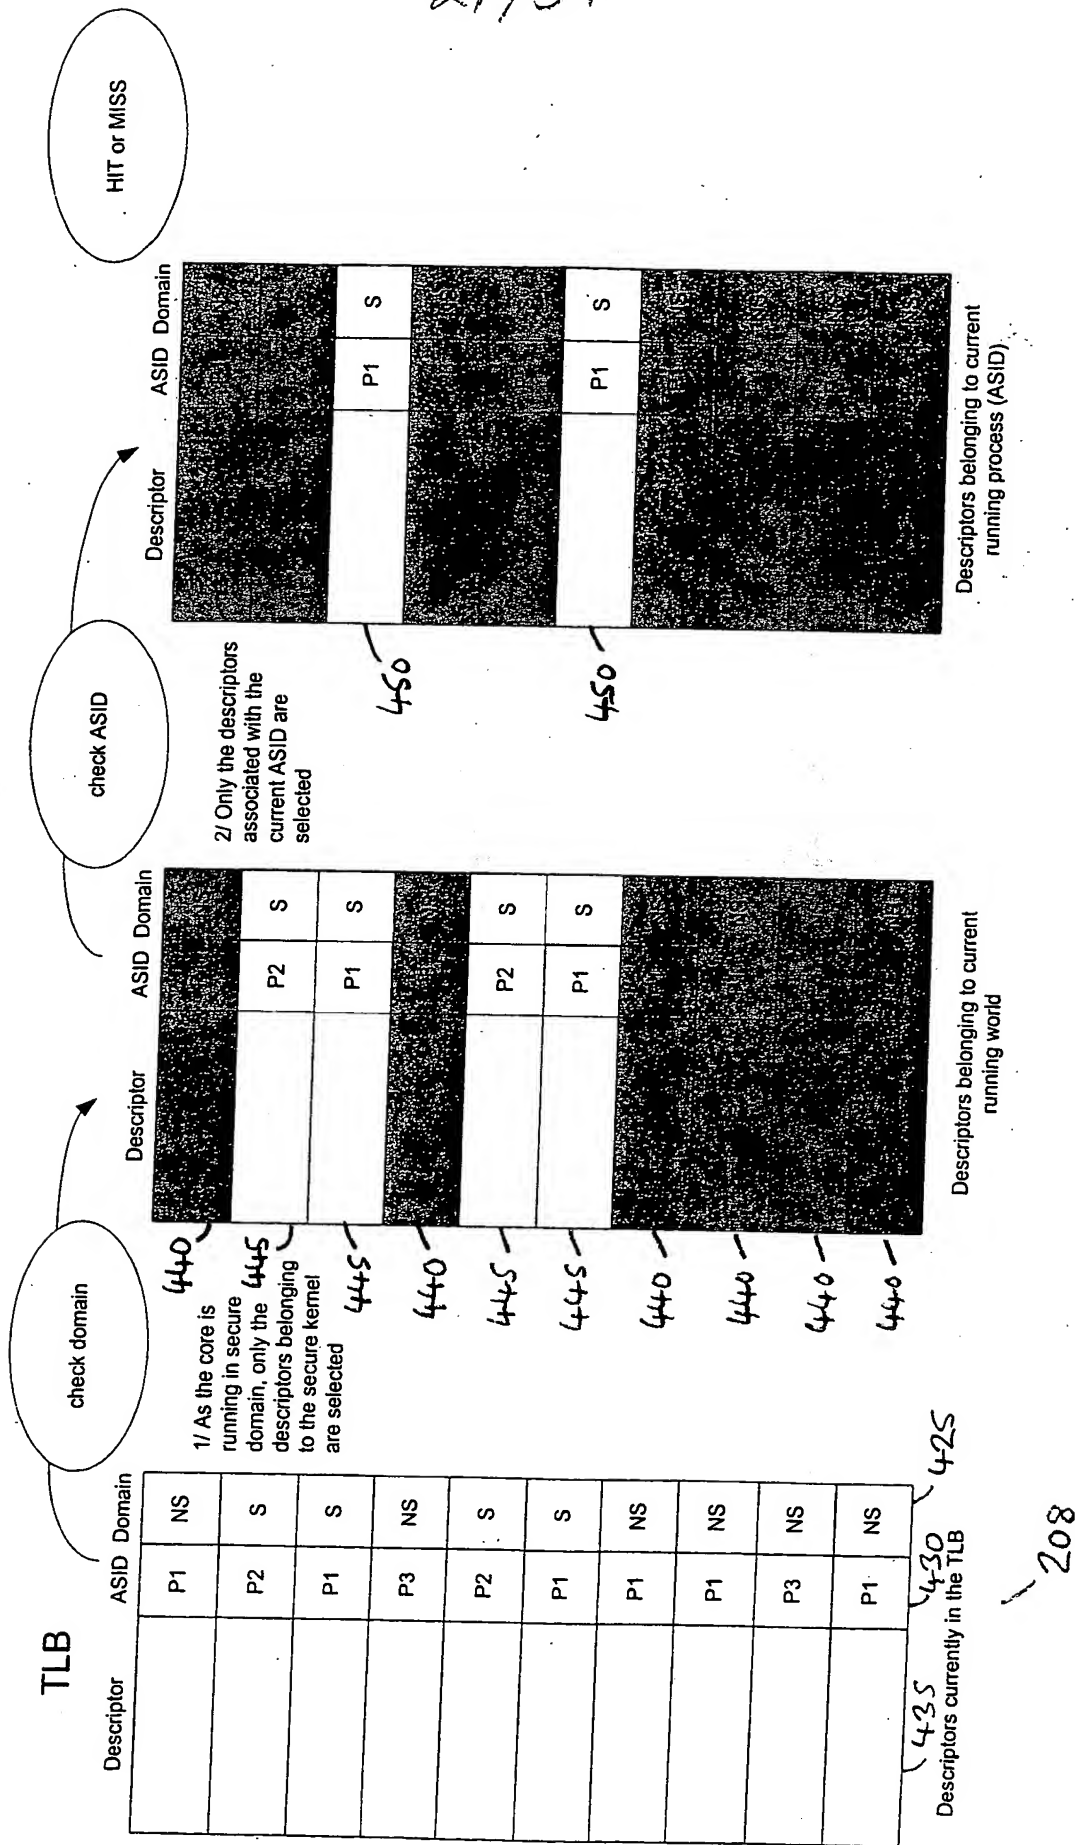 TLB
Descriptor ASID Domain
P1 NS
P2 S
P1 S
P3 NS
P2 S
P1 S
P1 NS
P1 NS
P3 NS
P1 NS
435
430
425
Descriptors currently in the TLB
208
check domain
1/ As the core is
running in secure
domain, only the
descriptors belonging
to the secure kernel
are selected
Descriptor ASID Domain
440
445 P2 S
445 P1 S
440
445 P2 S
445 P1 S
440 NS
440 NS
440 NS
440
Descriptors belonging to current
running world
check ASID
2/ Only the descriptors
associated with the
current ASID are
selected
Descriptor ASID Domain
450 P1 S
450 P1 S
Descriptors belonging to current
running process (ASID)
HIT or MISS